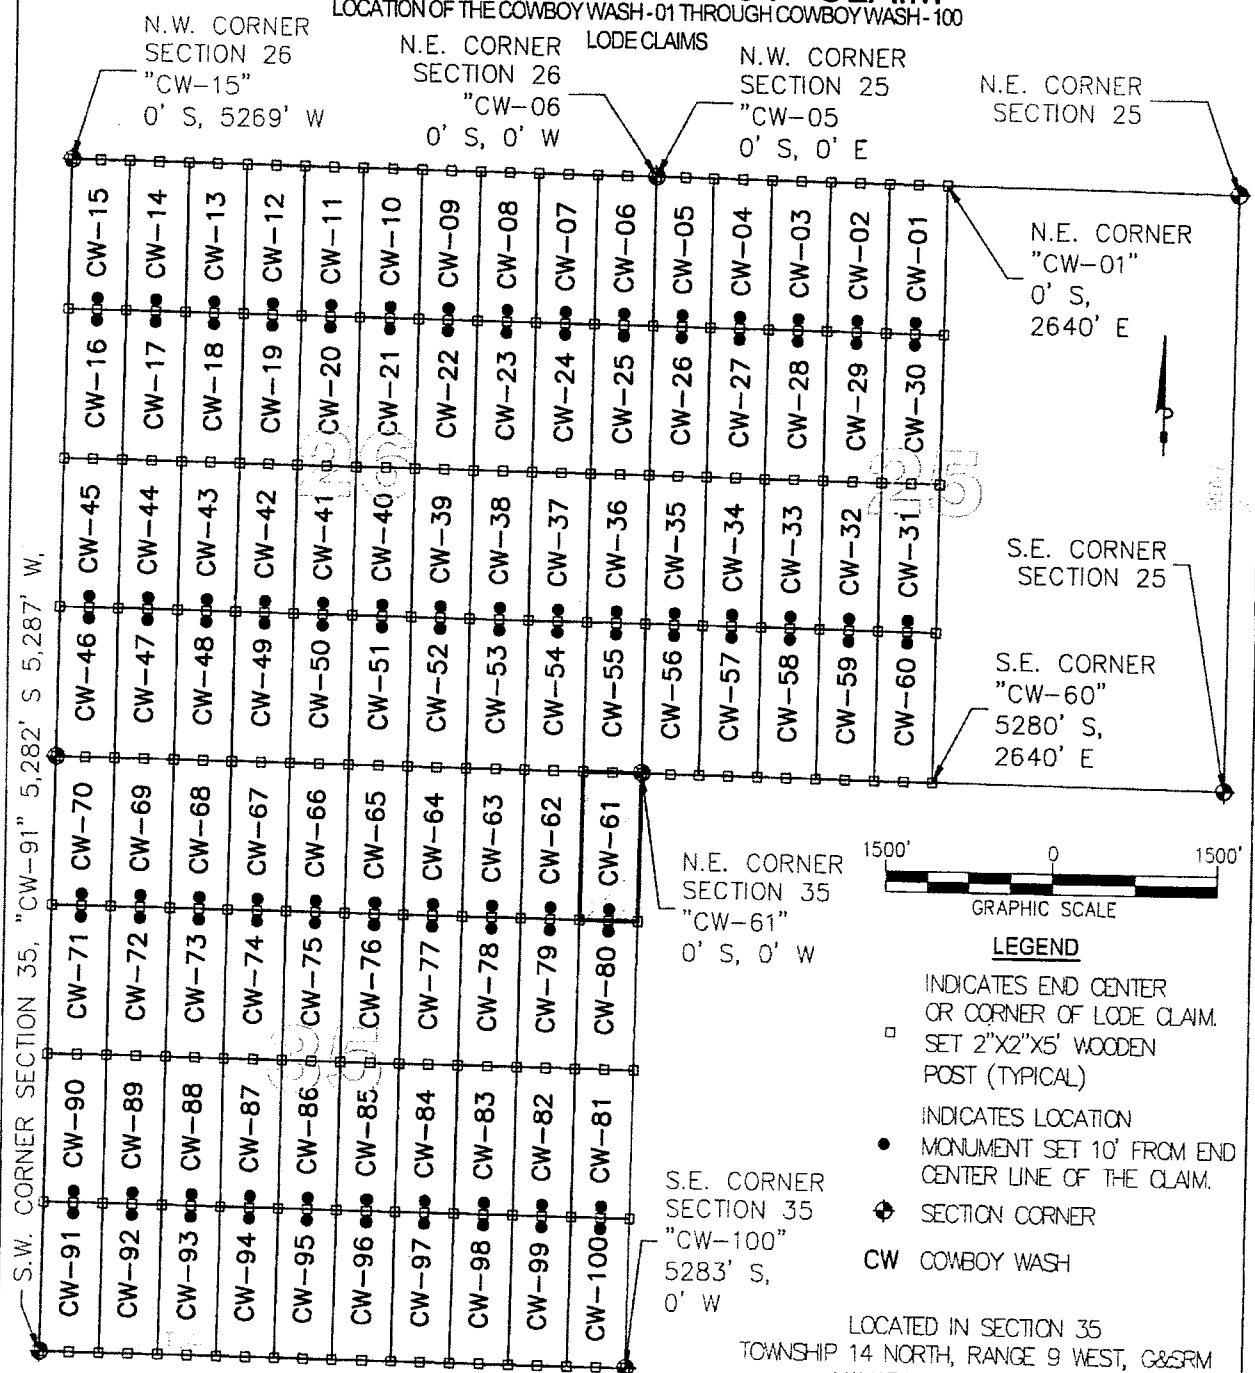 LOCATION OF THE COWBOY WASH-01 THROUGH COWBOY WASH-100
LODE CLAIMS
N.W. CORNER
SECTION 26
"CW-15"
0' S, 5269' W
N.E. CORNER
SECTION 26
"CW-06
0' S, 0' W
N.W. CORNER
SECTION 25
"CW-05
0' S, 0' E
N.E. CORNER
SECTION 25
CW-15 CW-14 CW-13 CW-12 CW-11 CW-10 CW-09 CW-08 CW-07 CW-06 CW-05 CW-04 CW-03 CW-02 CW-01
N.E. CORNER
"CW-01"
0' S,
2640' E
CW-16 CW-17 CW-18 CW-19 CW-20 CW-21 CW-22 CW-23 CW-24 CW-25 CW-26 CW-27 CW-28 CW-29 CW-30
26
25
CW-45 CW-44 CW-43 CW-42 CW-41 CW-40 CW-39 CW-38 CW-37 CW-36 CW-35 CW-34 CW-33 CW-32 CW-31
S.E. CORNER
SECTION 25
CW-46 CW-47 CW-48 CW-49 CW-50 CW-51 CW-52 CW-53 CW-54 CW-55 CW-56 CW-57 CW-58 CW-59 CW-60
S.E. CORNER
"CW-60"
5280' S,
2640' E
CW-70 CW-69 CW-68 CW-67 CW-66 CW-65 CW-64 CW-63 CW-62 CW-61
N.E. CORNER
SECTION 35
"CW-61"
0' S, 0' W
CW-71 CW-72 CW-73 CW-74 CW-75 CW-76 CW-77 CW-78 CW-79 CW-80
35
CW-90 CW-89 CW-88 CW-87 CW-86 CW-85 CW-84 CW-83 CW-82 CW-81
CW-91 CW-92 CW-93 CW-94 CW-95 CW-96 CW-97 CW-98 CW-99 CW-100
S.E. CORNER
SECTION 35
"CW-100"
5283' S,
0' W
S.W. CORNER SECTION 35, "CW-91" 5,282' S 5,287' W,
1500' 0 1500'
GRAPHIC SCALE
LEGEND
INDICATES END CENTER
OR CORNER OF LODE CLAIM.
SET 2"X2"X5' WOODEN
POST (TYPICAL)
INDICATES LOCATION
MONUMENT SET 10' FROM END
CENTER LINE OF THE CLAIM.
SECTION CORNER
CW COWBOY WASH
LOCATED IN SECTION 35
TOWNSHIP 14 NORTH, RANGE 9 WEST, G&SRM